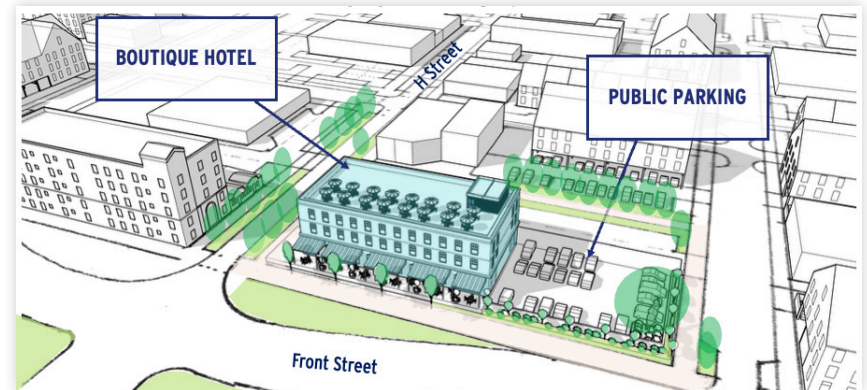 BOUTIQUE HOTEL
H Street
PUBLIC PARKING
Front Street